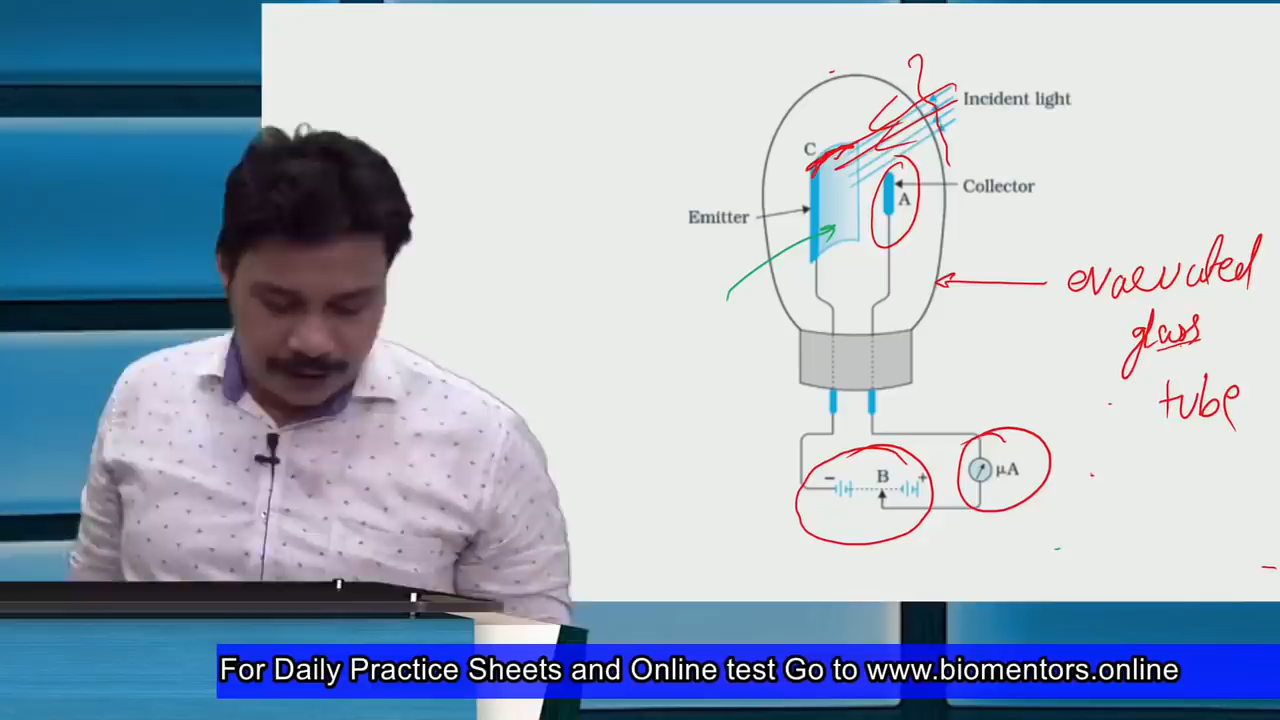 Incident light
C
Collector
A
Emitter
evacuated
glass
tube
B
- +
μA
For Daily Practice Sheets and Online test Go to www.biomentors.online